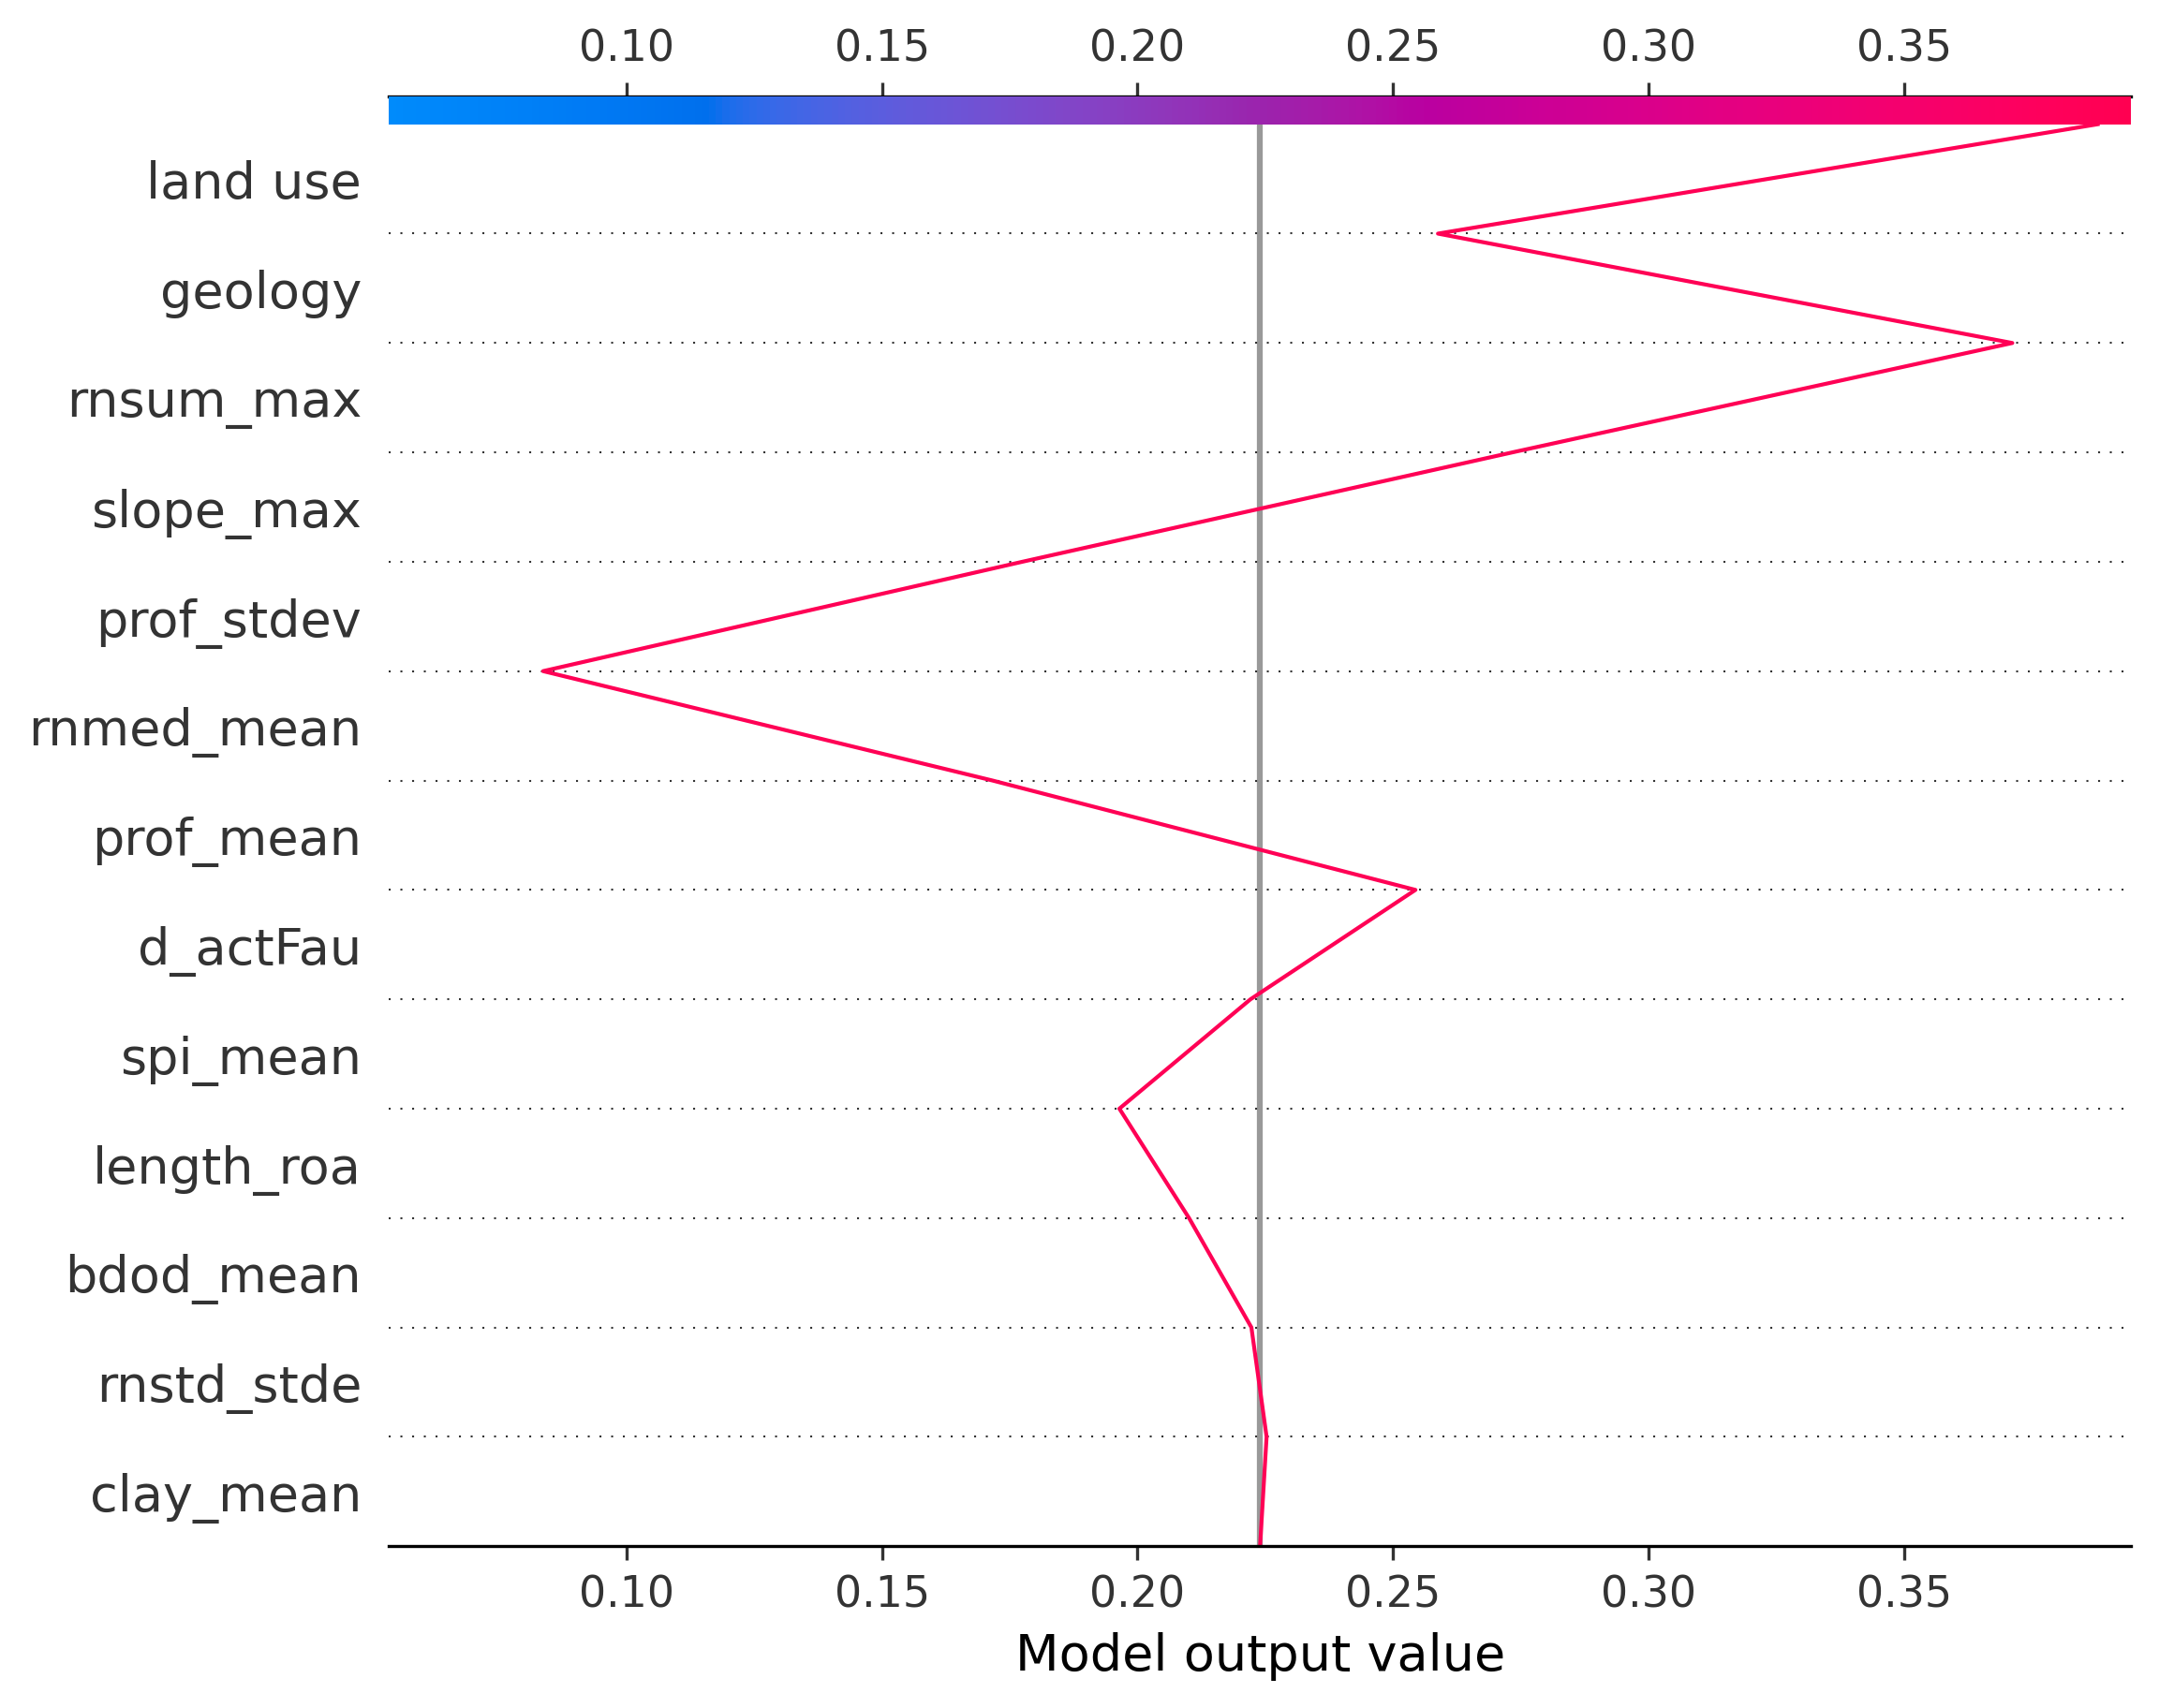 0.10 0.15 0.20 0.25 0.30 0.35
land use
geology
rnsum_max
slope_max
prof_stdev
rnmed_mean
prof_mean
d_actFau
spi_mean
length_roa
bdod_mean
rnstd_stde
clay_mean
0.10 0.15 0.20 0.25 0.30 0.35
Model output value